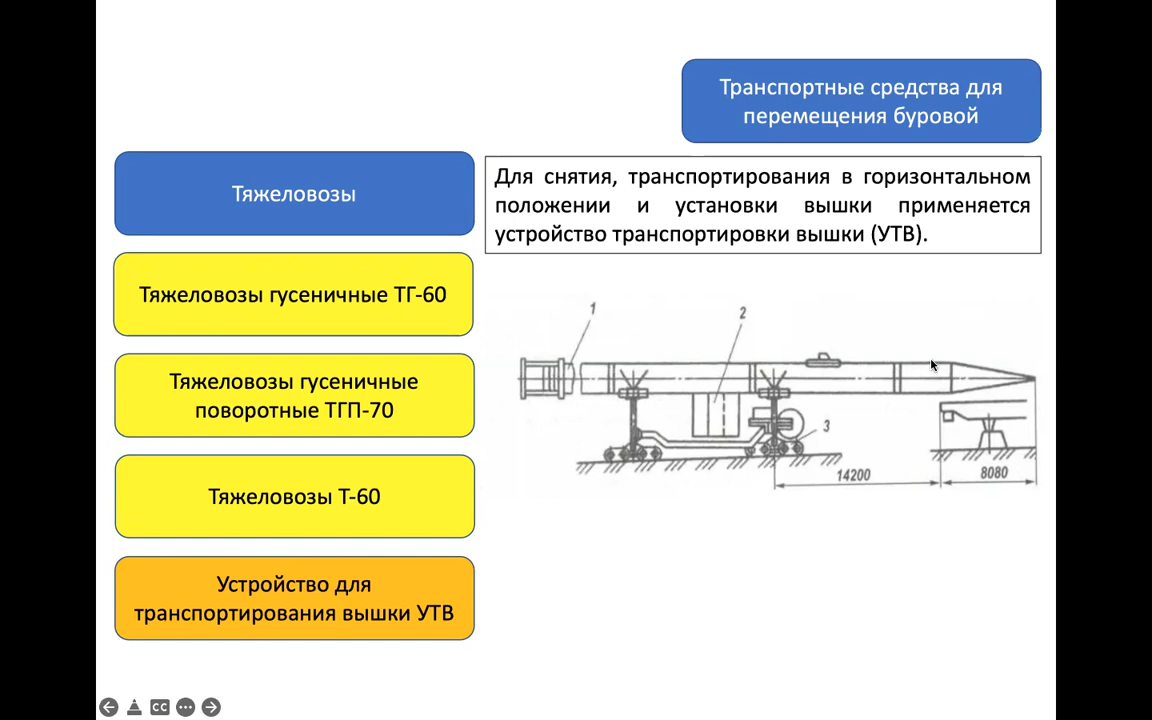 Транспортные средства для
перемещения буровой
Тяжеловозы
Для снятия, транспортирования в горизонтальном
положении и установки вышки применяется
устройство транспортировки вышки (УТВ).
Тяжеловозы гусеничные ТГ-60
Тяжеловозы гусеничные
поворотные ТГП-70
Тяжеловозы Т-60
Устройство для
транспортирования вышки УТВ
1
2
3
14200
8080
CC